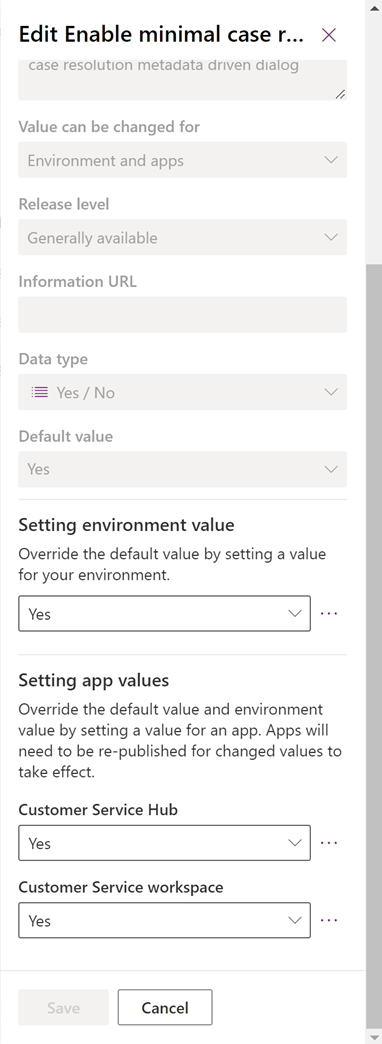 Edit Enable minimal case r...
case resolution metadata driven dialog
Value can be changed for
Environment and apps
Release level
Generally available
Information URL
Data type
Yes / No
Default value
Yes
Setting environment value
Override the default value by setting a value
for your environment.
Yes
Setting app values
Override the default value and environment
value by setting a value for an app. Apps will
need to be re-published for changed values to
take effect.
Customer Service Hub
Yes
Customer Service workspace
Yes
Save
Cancel